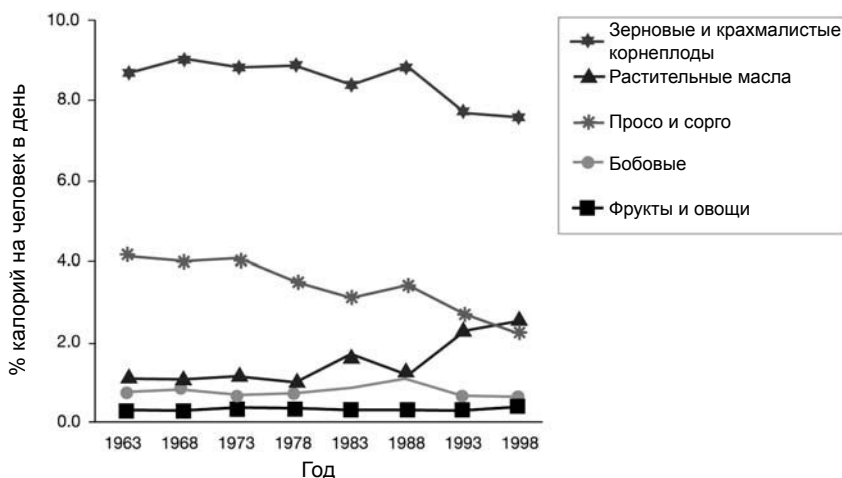 10.0
8.0
6.0
4.0
2.0
0.0
% калорий на человек в день
1963 1968 1973 1978 1983 1988 1993 1998
Год
Зерновые и крахмалистые
корнеплоды
Растительные масла
Просо и сорго
Бобовые
Фрукты и овощи